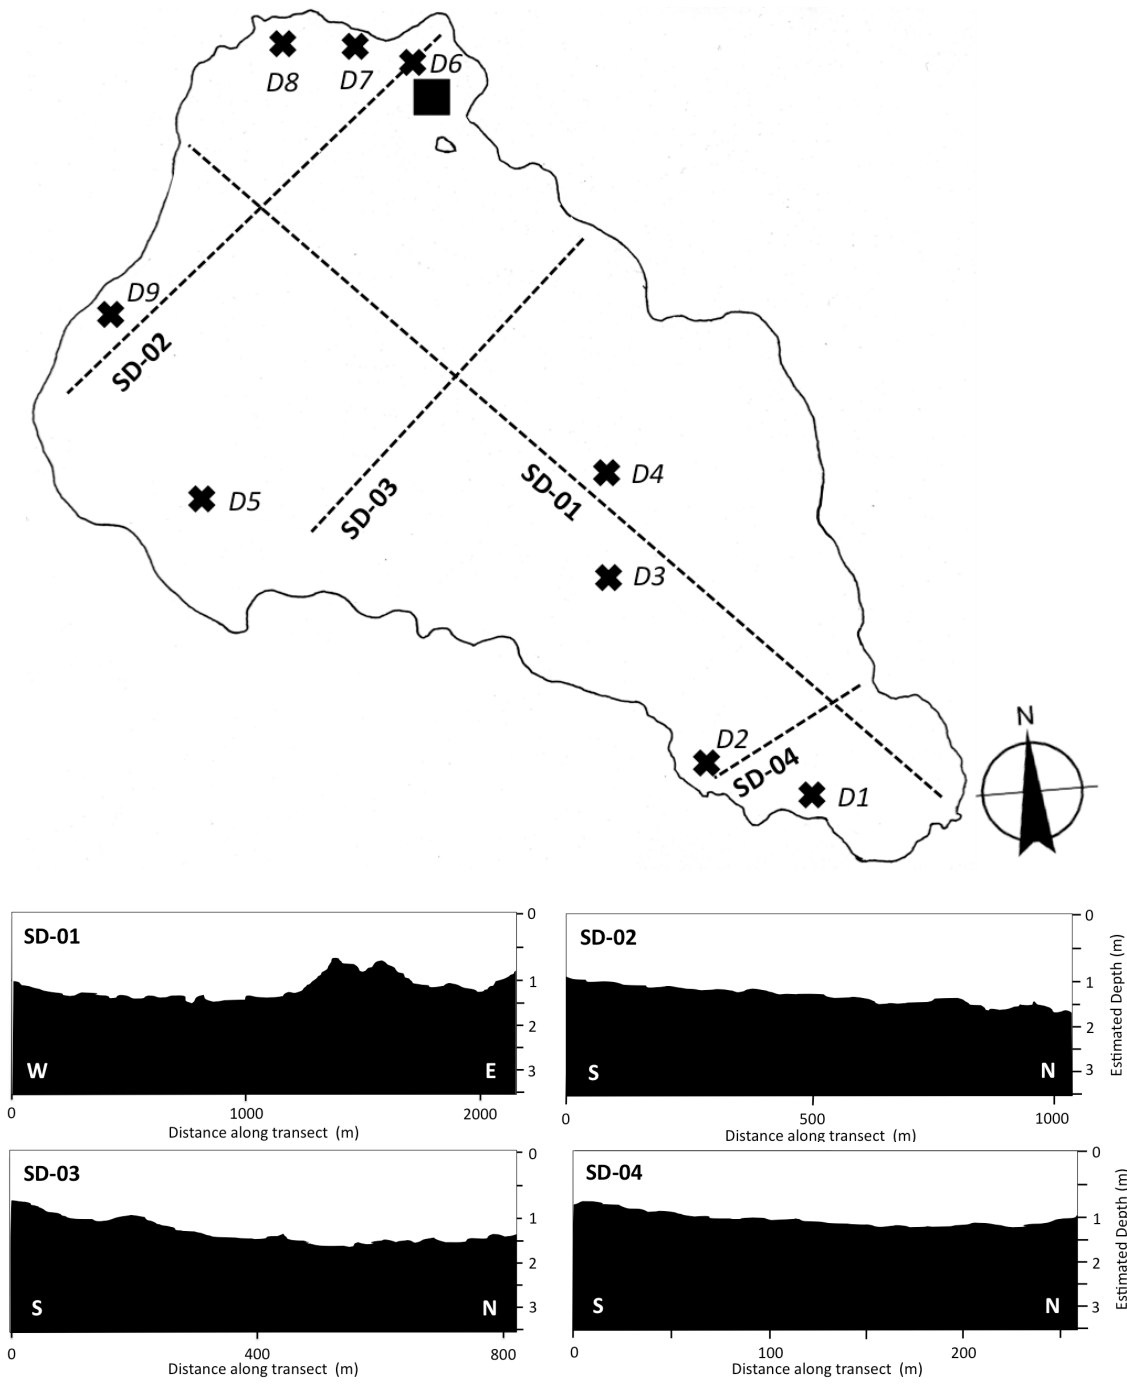 D8
D7
D6
D9
SD-02
D5
SD-03
SD-01
D4
D3
D2
SD-04
D1
N
SD-01
W
E
0
1
2
3
0
1000
2000
Distance along transect (m)
SD-02
S
N
0
1
2
3
Estimated Depth (m)
0
500
1000
Distance along transect (m)
SD-03
S
N
0
1
2
3
0
400
800
Distance along transect (m)
SD-04
S
N
0
1
2
3
Estimated Depth (m)
0
100
200
Distance along transect (m)